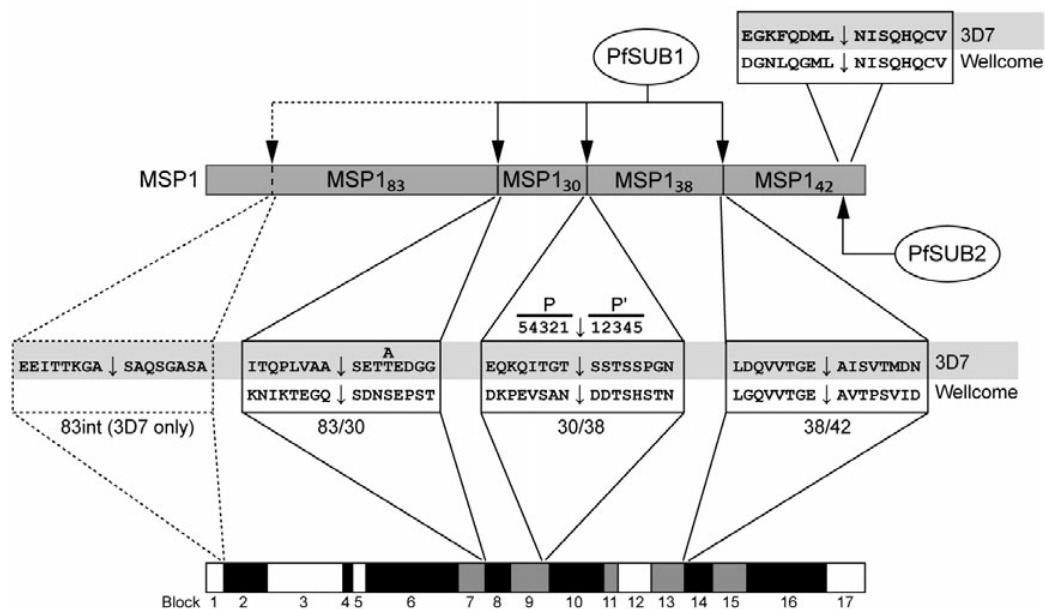 EGKFQDML ↓ NISQHQCV 3D7
DGNLQGML ↓ NISQHQCV Wellcome
PfSUB1
MSP1 MSP1₈₃ MSP1₃₀ MSP1₃₈ MSP1₄₂
PfSUB2
P P'
54321 ↓ 12345
A
EEITTKGA ↓ SAQSGASA ITQPLVAA ↓ SETTEDGG EQKQITGT ↓ SSTSSPGN LDQVVTGE ↓ AISVTMDN 3D7
KNIKTEGQ ↓ SDNSEPST DKPEVSAN ↓ DDTSHSTN LGQVVTGE ↓ AVTPSVID Wellcome
83int (3D7 only) 83/30 30/38 38/42
Block 1 2 3 4 5 6 7 8 9 10 11 12 13 14 15 16 17